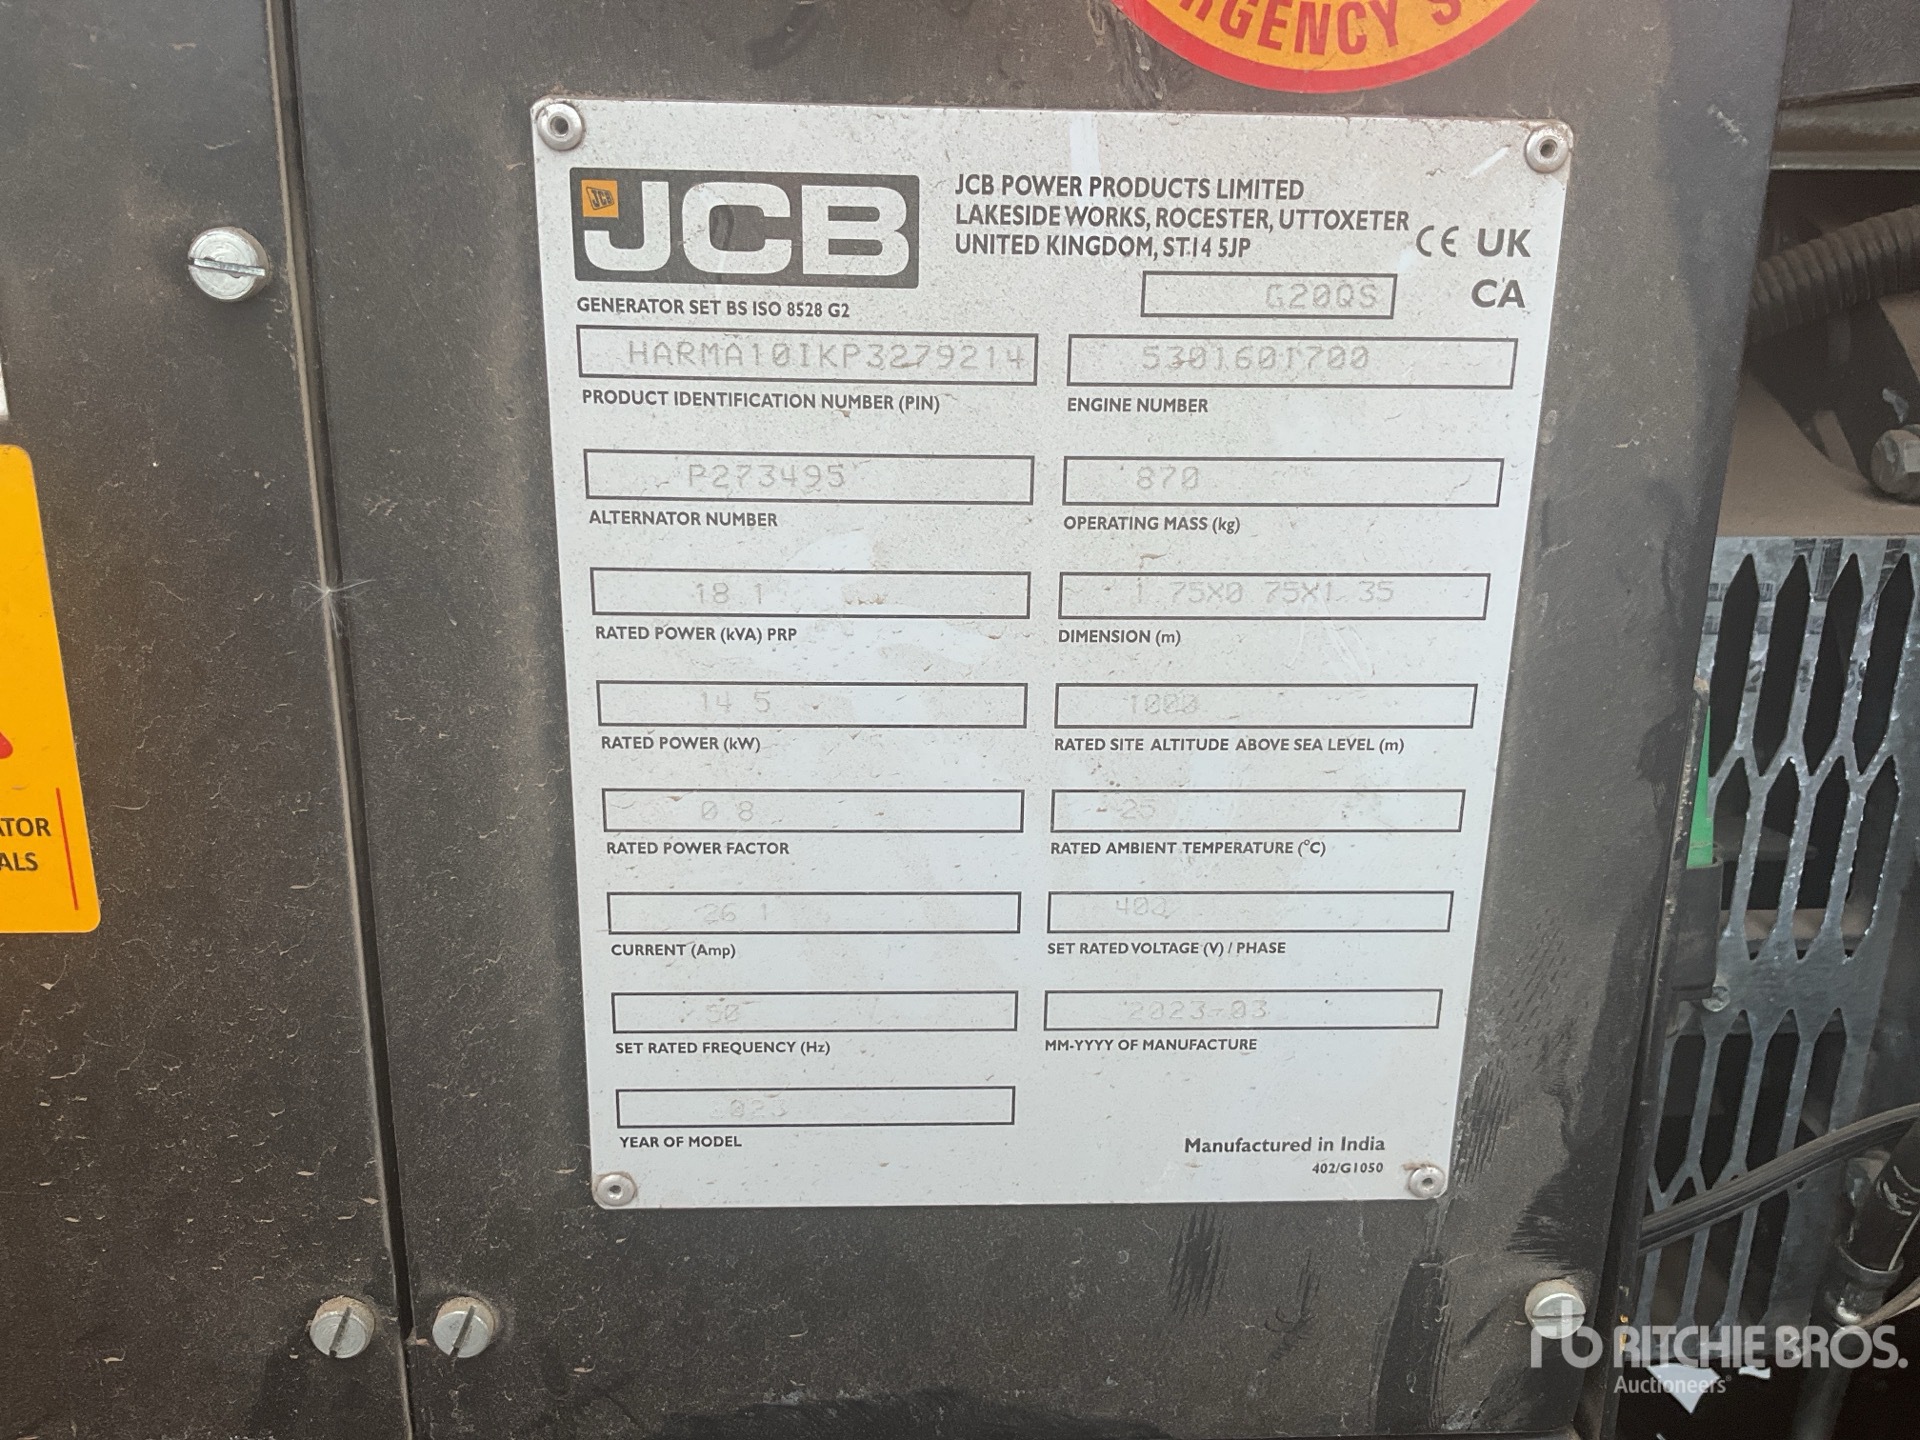 RGENCY S
JCB
JCB
JCB POWER PRODUCTS LIMITED
LAKESIDE WORKS, ROCESTER, UTTOXETER
UNITED KINGDOM, ST14 5JP
CE UK
CA
G20QS
GENERATOR SET BS ISO 8528 G2
HARMA10IKP3279214
PRODUCT IDENTIFICATION NUMBER (PIN)
5301601700
ENGINE NUMBER
P273495
ALTERNATOR NUMBER
870
OPERATING MASS (kg)
18 1
RATED POWER (kVA) PRP
1 75X0 75X1 35
DIMENSION (m)
14 5
RATED POWER (kW)
1000
RATED SITE ALTITUDE ABOVE SEA LEVEL (m)
0 8
RATED POWER FACTOR
25
RATED AMBIENT TEMPERATURE (°C)
26 1
CURRENT (Amp)
400
SET RATED VOLTAGE (V) / PHASE
50
SET RATED FREQUENCY (Hz)
2023-03
MM-YYYY OF MANUFACTURE
YEAR OF MODEL
Manufactured in India
402/G1050
TOR
ALS
rb RITCHIE BROS.
Auctioneers